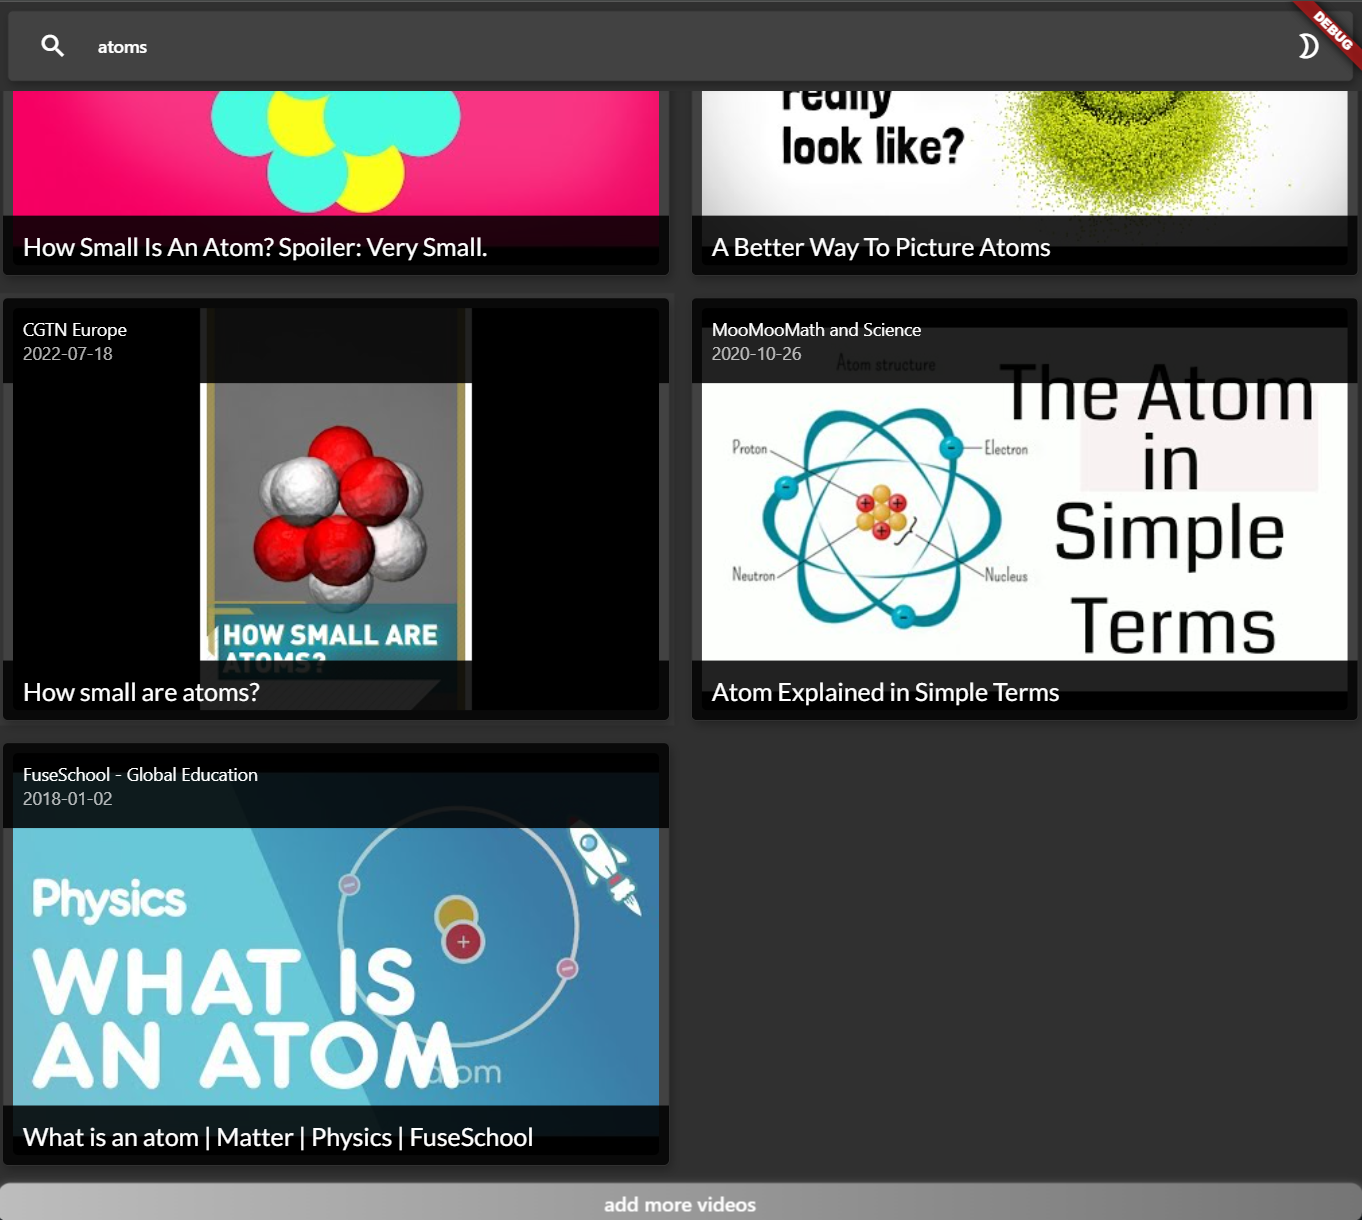 atoms
DEBUG
really
look like?
How Small Is An Atom? Spoiler: Very Small.
A Better Way To Picture Atoms
CGTN Europe
2022-07-18
HOW SMALL ARE
ATOMS?
How small are atoms?
MooMooMath and Science
2020-10-26
Atom structure
The Atom
in
Simple
Terms
Proton
Electron
Neutron
Nucleus
Atom Explained in Simple Terms
FuseSchool - Global Education
2018-01-02
Physics
WHAT IS
AN ATOM
atom
What is an atom | Matter | Physics | FuseSchool
add more videos